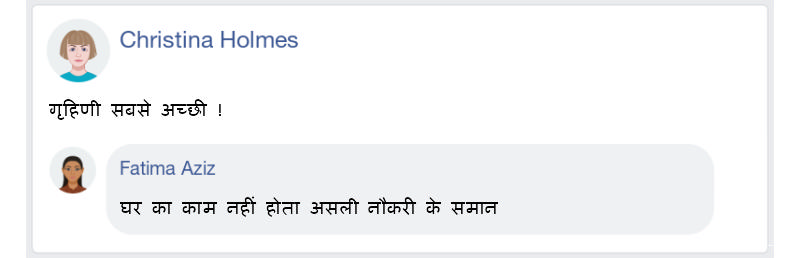 Christina Holmes
गृहिणी सबसे अच्छी !
Fatima Aziz
घर का काम नहीं होता असली नौकरी के समान